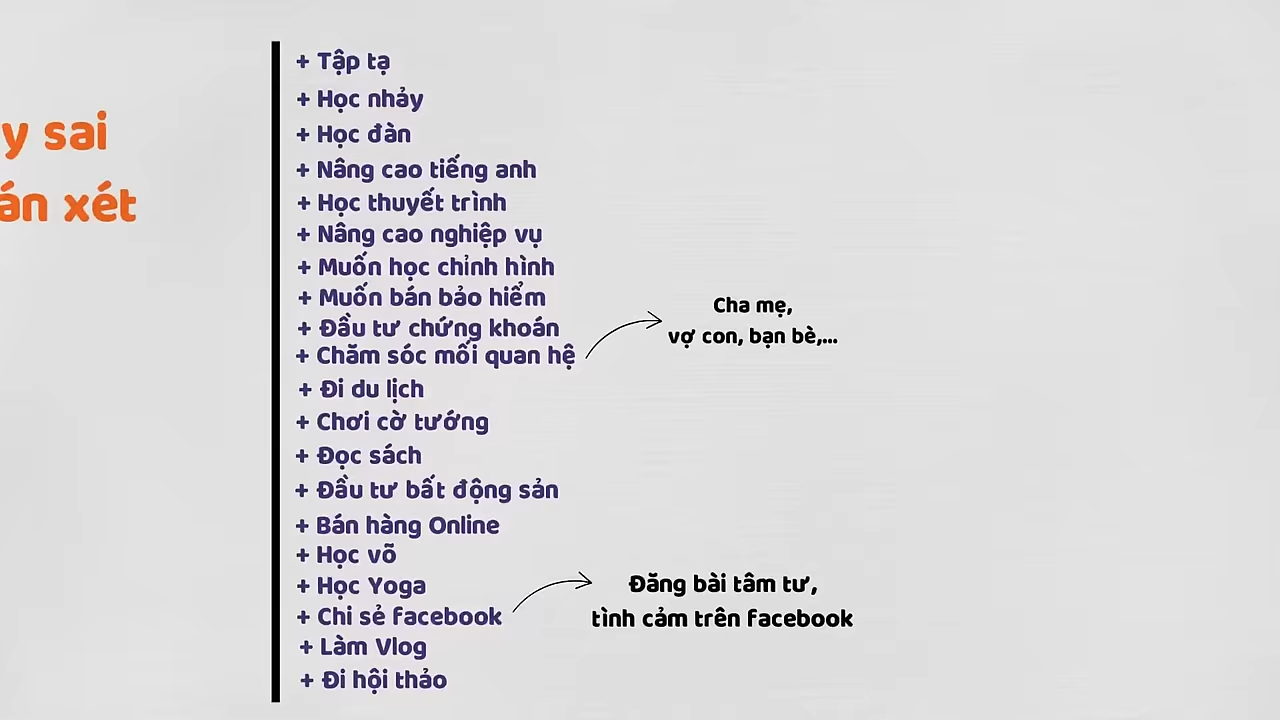 y sai
án xét
+ Tập tạ
+ Học nhảy
+ Học đàn
+ Nâng cao tiếng anh
+ Học thuyết trình
+ Nâng cao nghiệp vụ
+ Muốn học chỉnh hình
+ Muốn bán bảo hiểm
+ Đầu tư chứng khoán
+ Chăm sóc mối quan hệ
Cha mẹ,
vợ con, bạn bè,...
+ Đi du lịch
+ Chơi cờ tướng
+ Đọc sách
+ Đầu tư bất động sản
+ Bán hàng Online
+ Học võ
+ Học Yoga
+ Chi sẻ facebook
Đăng bài tâm tư,
tình cảm trên facebook
+ Làm Vlog
+ Đi hội thảo